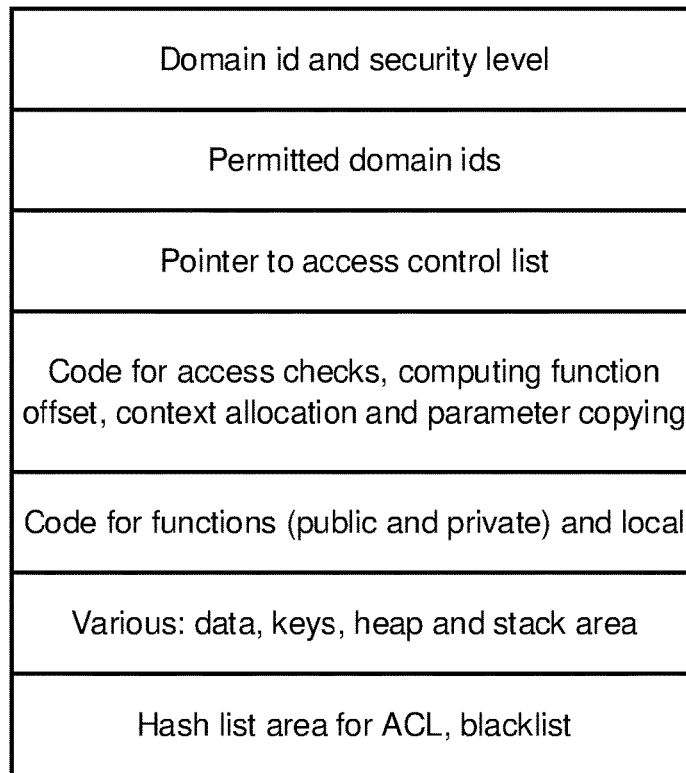 Domain id and security level
Permitted domain ids
Pointer to access control list
Code for access checks, computing function
offset, context allocation and parameter copying
Code for functions (public and private) and local
Various: data, keys, heap and stack area
Hash list area for ACL, blacklist